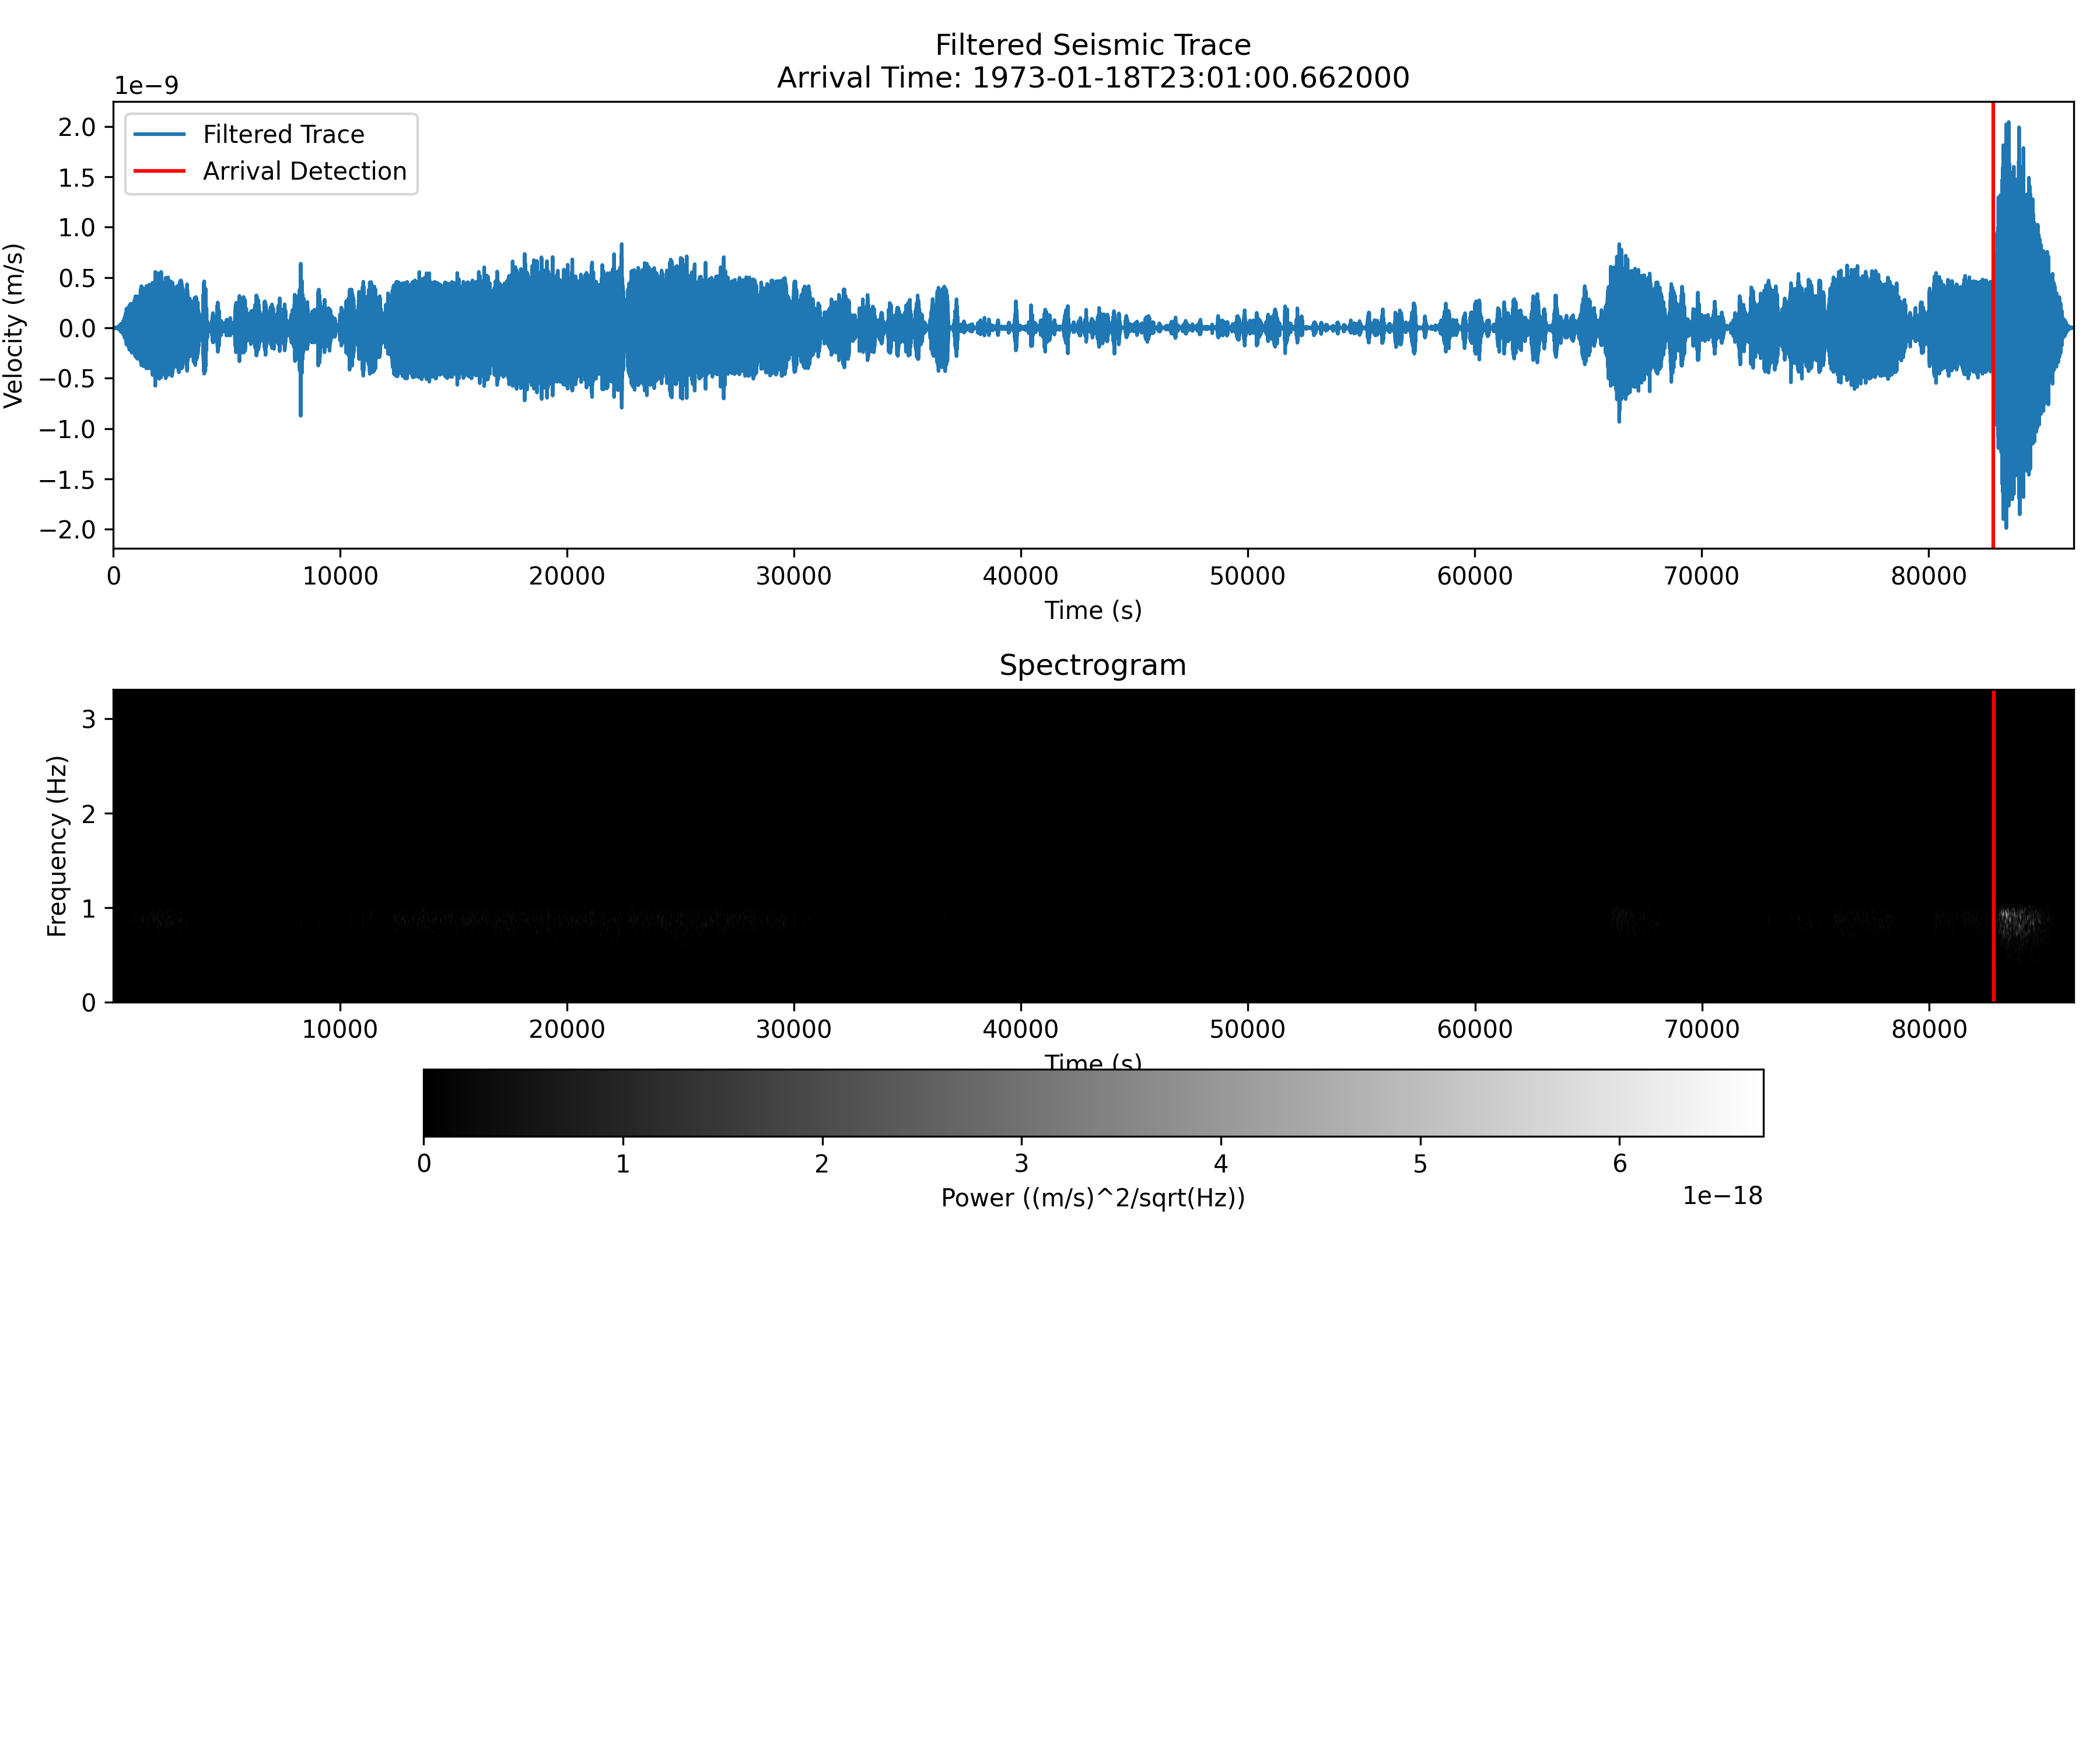 Filtered Seismic Trace
Arrival Time: 1973-01-18T23:01:00.662000
1e−9
Filtered Trace
Arrival Detection
Velocity (m/s)
2.0
1.5
1.0
0.5
0.0
−0.5
−1.0
−1.5
−2.0
0 10000 20000 30000 40000 50000 60000 70000 80000
Time (s)
Spectrogram
Frequency (Hz)
3
2
1
0
10000 20000 30000 40000 50000 60000 70000 80000
Time (s)
0 1 2 3 4 5 6
Power ((m/s)^2/sqrt(Hz))
1e−18